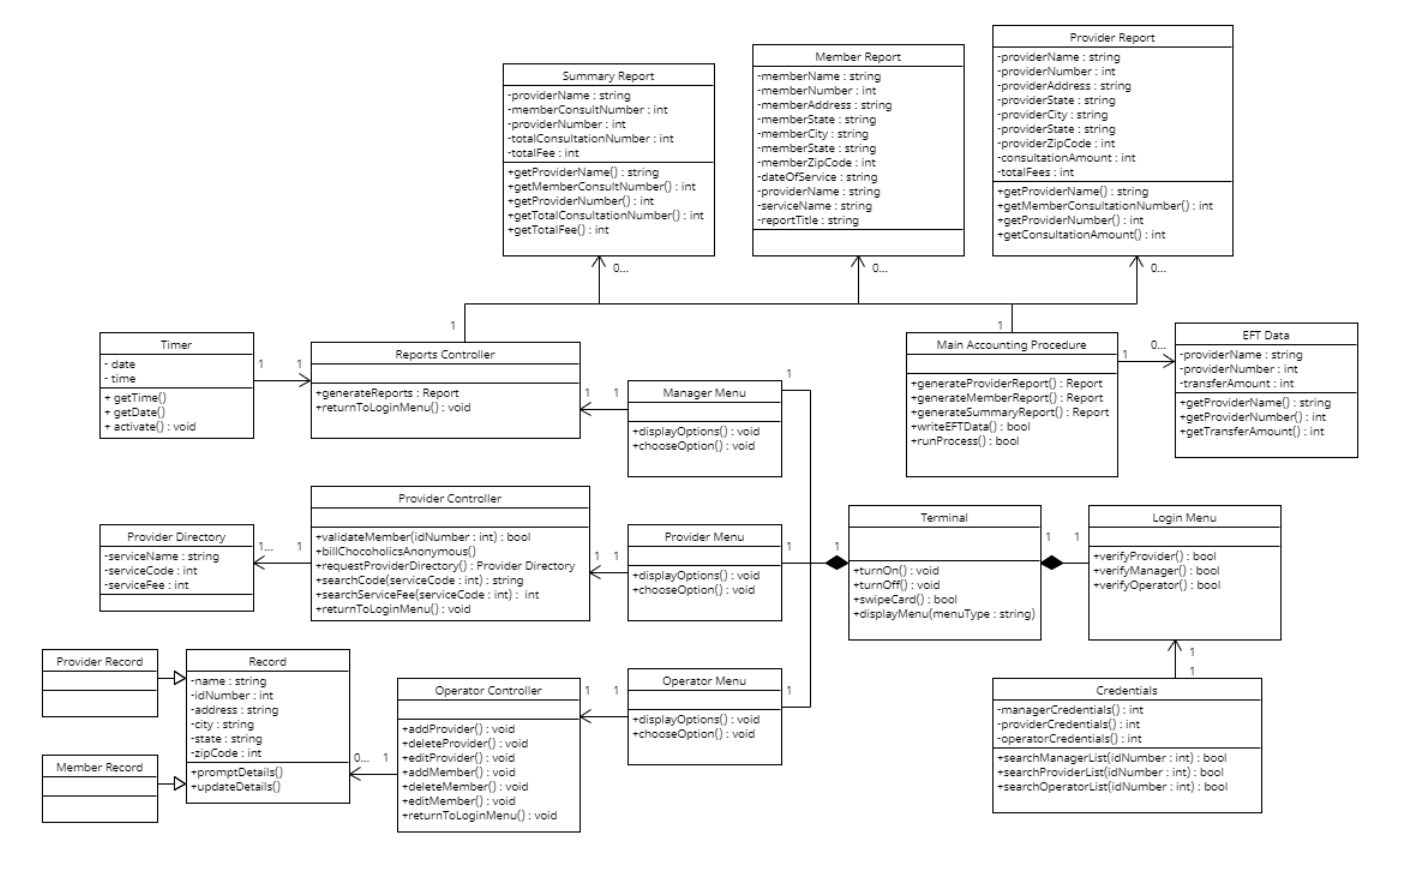 Summary Report
-providerName : string
-memberConsultNumber : int
-providerNumber : int
-totalConsultationNumber : int
-totalFee : int
+getProviderName() : string
+getMemberConsultNumber() : int
+getProviderNumber() : int
+getTotalConsultationNumber() : int
+getTotalFee() : int
0...
Member Report
-memberName : string
-memberNumber : int
-memberAddress : string
-memberState : string
-memberCity : string
-memberState : string
-memberZipCode : int
-dateOfService : string
-providerName : string
-serviceName : string
-reportTitle : string
0...
Provider Report
-providerName : string
-providerNumber : int
-providerAddress : string
-providerState : string
-providerCity : string
-providerState : string
-providerZipCode : int
-consultationAmount : int
-totalFees : int
+getProviderName() : string
+getMemberConsultationNumber() : int
+getProviderNumber() : int
+getConsultationAmount() : int
0...
1
1
Timer
- date
- time
+ getTime()
+ getDate()
+ activate() : void
1
1
Reports Controller
+generateReports : Report
+returnToLoginMenu() : void
1
1
Manager Menu
+displayOptions() : void
+chooseOption() : void
1
Main Accounting Procedure
+generateProviderReport() : Report
+generateMemberReport() : Report
+generateSummaryReport() : Report
+writeEFTData() : bool
+runProcess() : bool
1
0...
EFT Data
-providerName : string
-providerNumber : int
-transferAmount : int
+getProviderName() : string
+getProviderNumber() : int
+getTransferAmount() : int
Provider Directory
-serviceName : string
-serviceCode : int
-serviceFee : int
1...
1
Provider Controller
+validateMember(idNumber : int) : bool
+billChocoholicsAnonymous()
+requestProviderDirectory() : Provider Directory
+searchCode(serviceCode : int) : string
+searchServiceFee(serviceCode : int) : int
+returnToLoginMenu() : void
1
1
Provider Menu
+displayOptions() : void
+chooseOption() : void
1
1
Terminal
+turnOn() : void
+turnOff() : void
+swipeCard() : bool
+displayMenu(menuType : string)
1
1
Login Menu
+verifyProvider() : bool
+verifyManager() : bool
+verifyOperator() : bool
1
1
Provider Record
Member Record
Record
-name : string
-idNumber : int
-address : string
-city : string
-state : string
-zipCode : int
+promptDetails()
+updateDetails()
0...
1
Operator Controller
+addProvider() : void
+deleteProvider() : void
+editProvider() : void
+addMember() : void
+deleteMember() : void
+editMember() : void
+returnToLoginMenu() : void
1
1
Operator Menu
+displayOptions() : void
+chooseOption() : void
1
Credentials
-managerCredentials() : int
-providerCredentials() : int
-operatorCredentials() : int
+searchManagerList(idNumber : int) : bool
+searchProviderList(idNumber : int) : bool
+searchOperatorList(idNumber : int) : bool